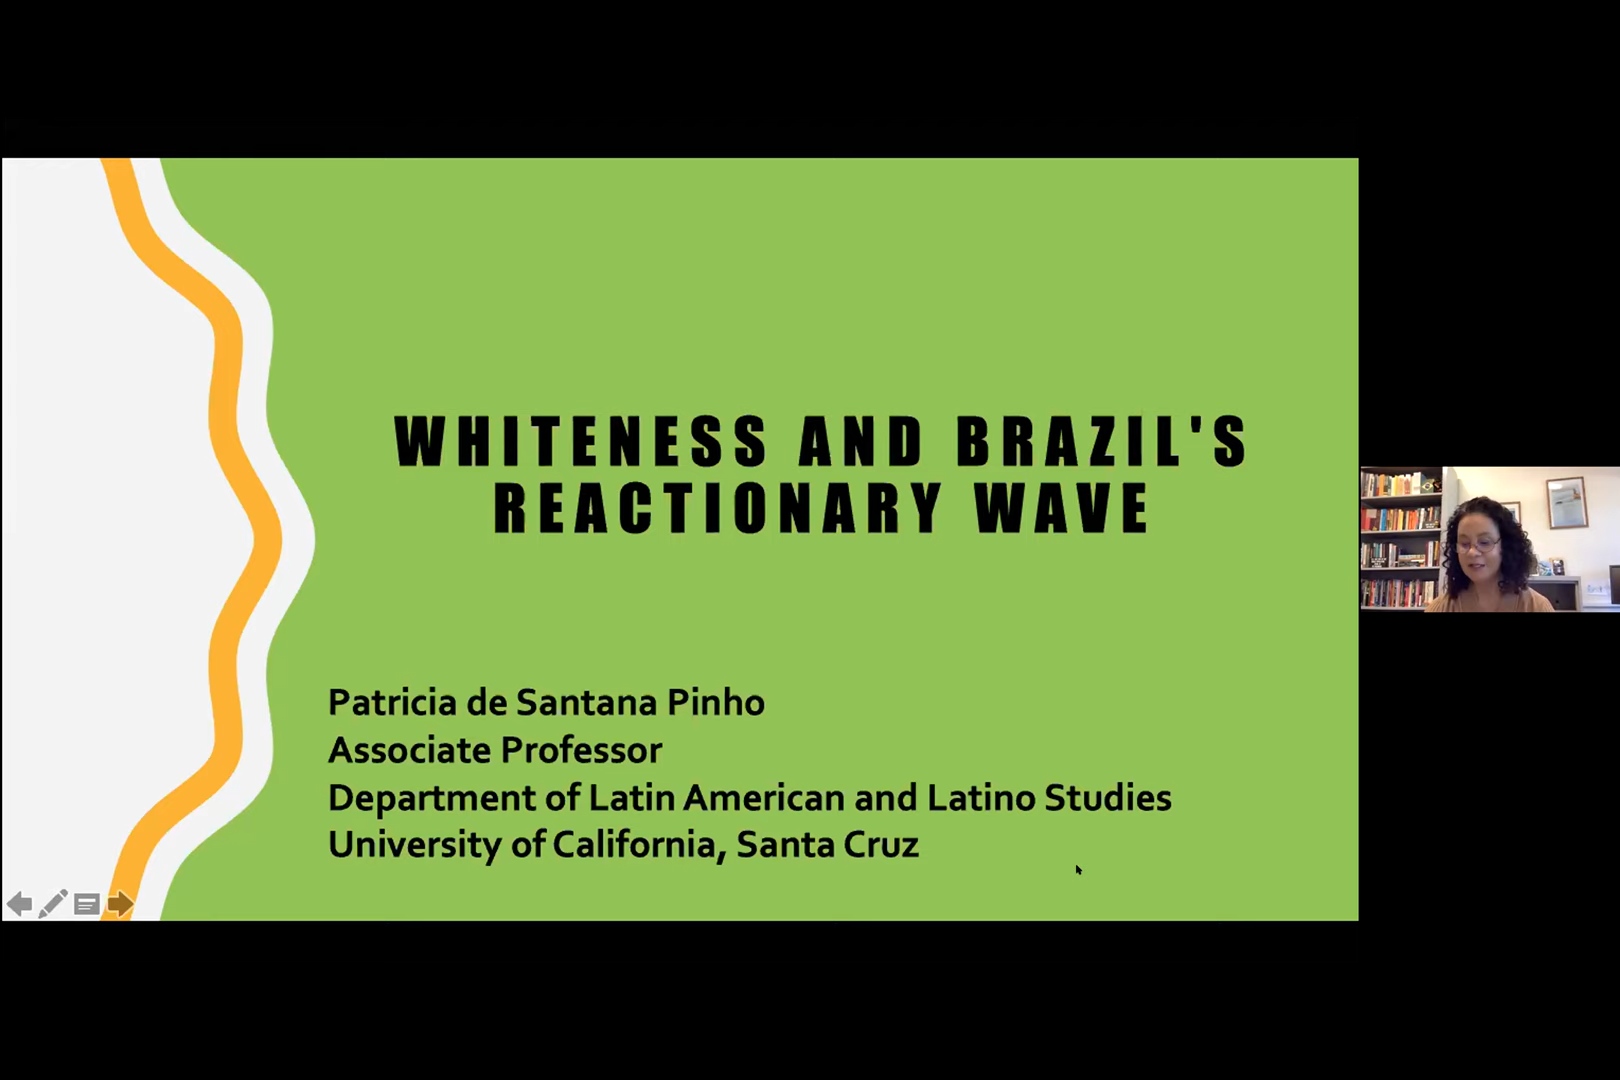 WHITENESS AND BRAZIL'S
REACTIONARY WAVE
Patricia de Santana Pinho
Associate Professor
Department of Latin American and Latino Studies
University of California, Santa Cruz